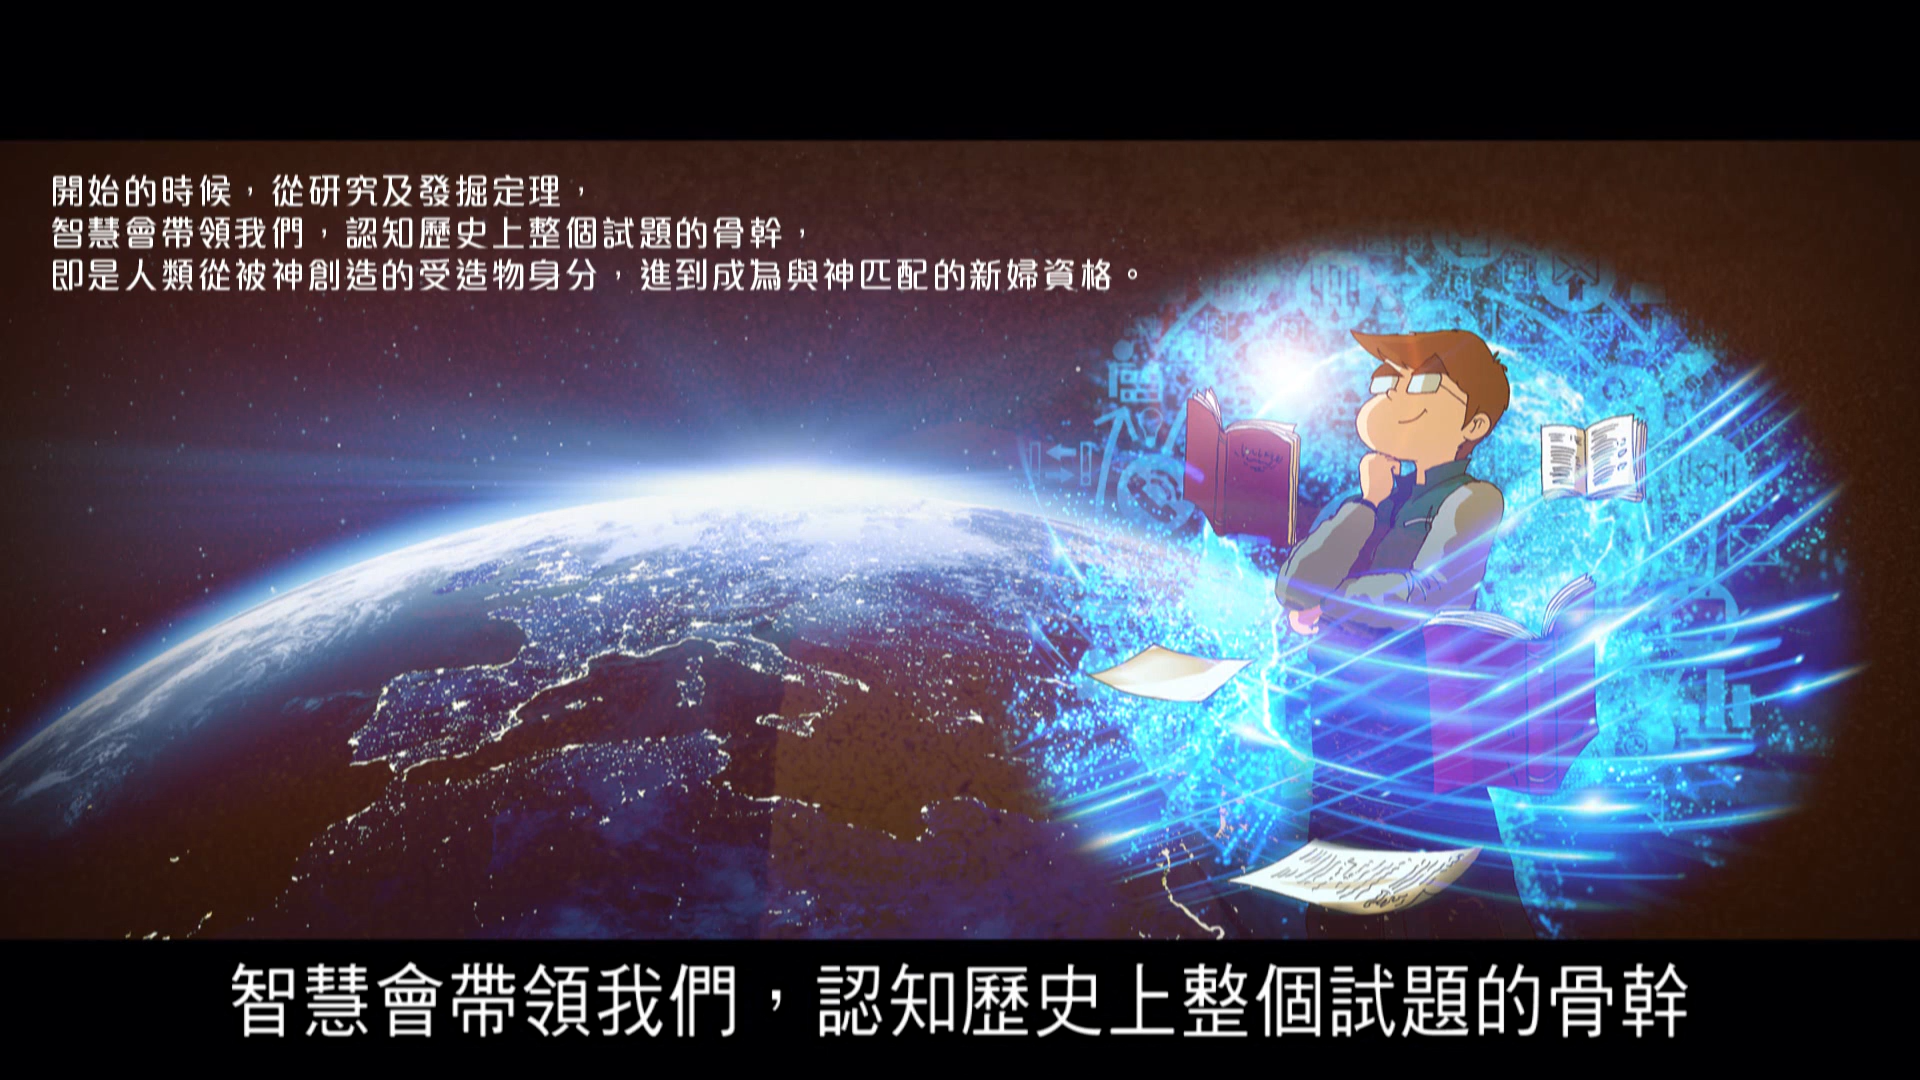 開始的時候，從研究及發掘定理，
智慧會帶領我們，認知歷史上整個試題的骨幹，
即是人類從被神創造的受造物身分，進到成為與神匹配的新婦資格。
智慧會帶領我們，認知歷史上整個試題的骨幹